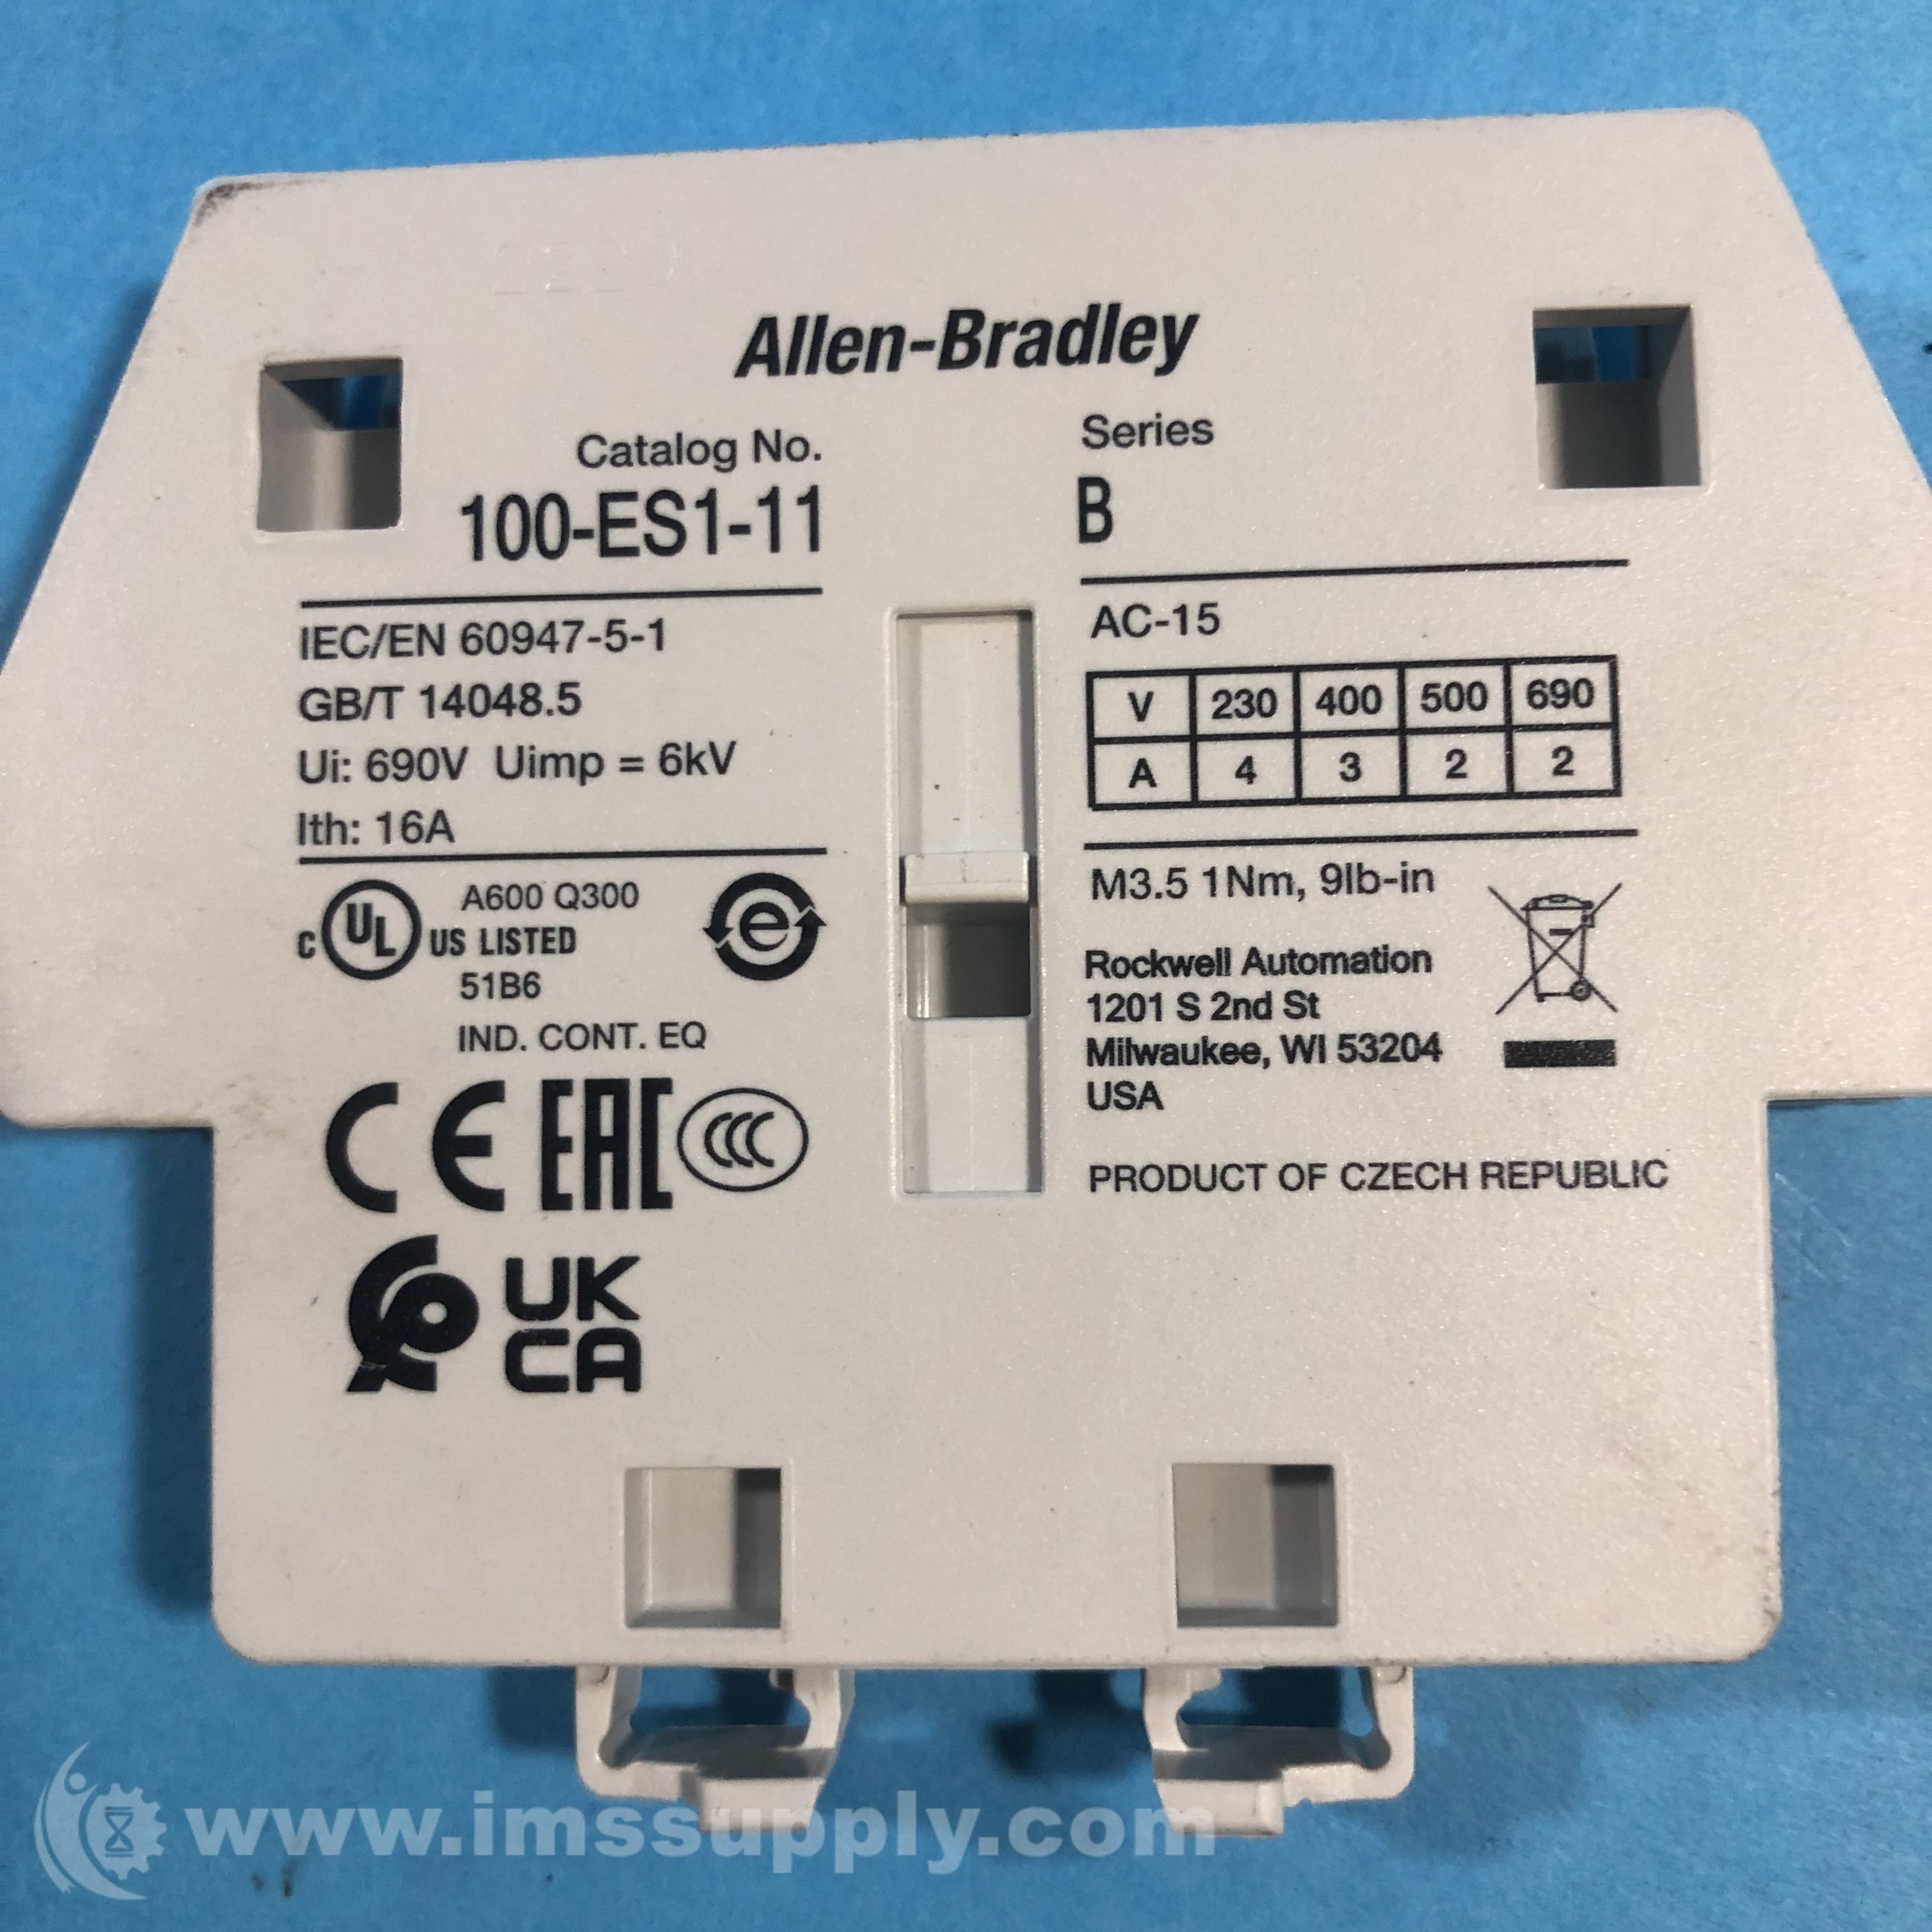 Allen-Bradley
Catalog No.
100-ES1-11
IEC/EN 60947-5-1
GB/T 14048.5
Ui: 690V Uimp = 6kV
Ith: 16A
A600 Q300
C UL US LISTED
51B6
IND. CONT. EQ
e
CE EAC CCC
UK
CA
Series
B
AC-15
V 230 400 500 690
A 4 3 2 2
M3.5 1Nm, 9lb-in
Rockwell Automation
1201 S 2nd St
Milwaukee, WI 53204
USA
PRODUCT OF CZECH REPUBLIC
www.imssupply.com